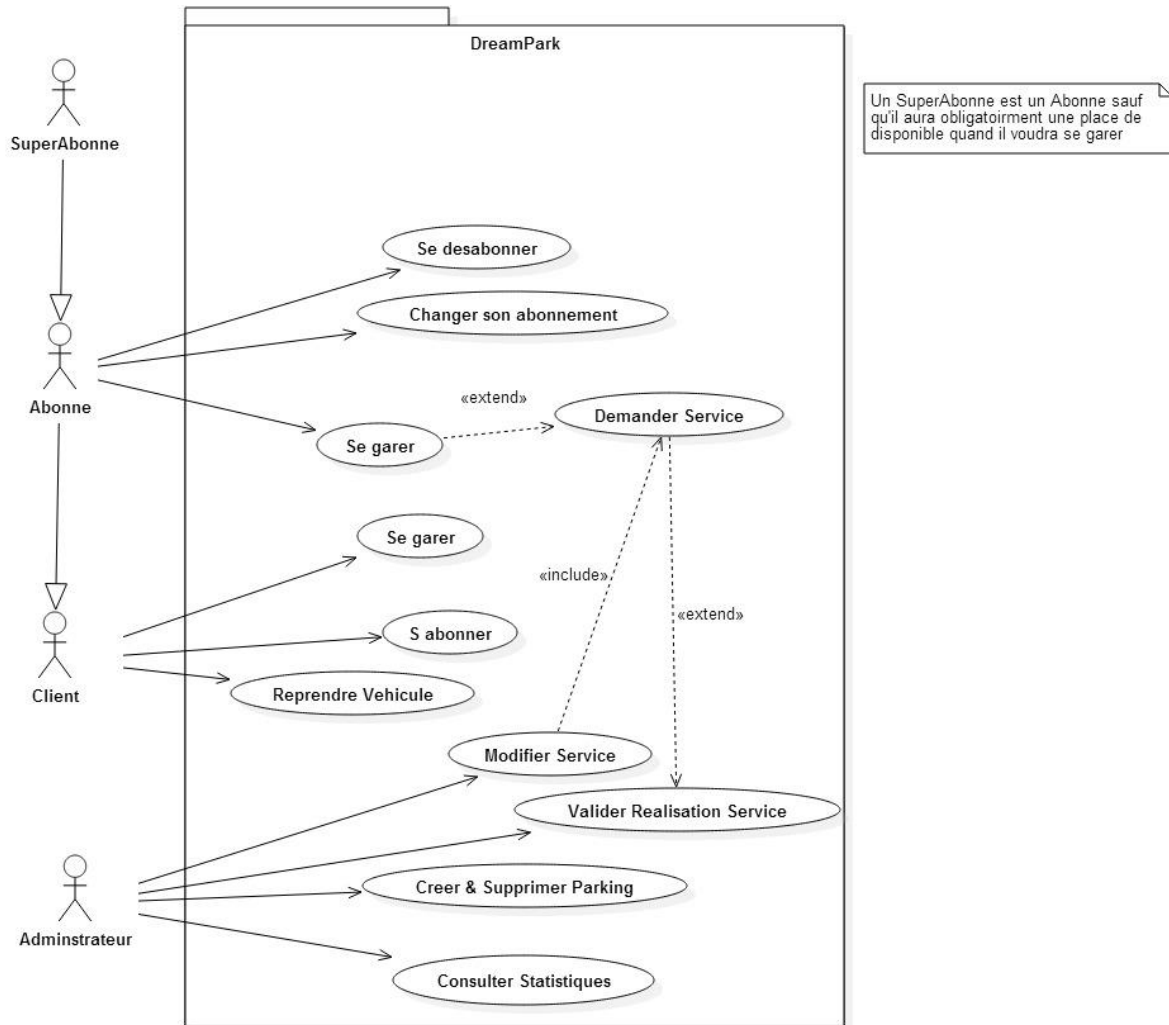 DreamPark
Un SuperAbonne est un Abonne sauf
qu'il aura obligatoirment une place de
disponible quand il voudra se garer
SuperAbonne
Se desabonner
Changer son abonnement
Abonne
«extend»
Demander Service
Se garer
Se garer
«include»
«extend»
S abonner
Client
Reprendre Vehicule
Modifier Service
Valider Realisation Service
Creer & Supprimer Parking
Adminstrateur
Consulter Statistiques